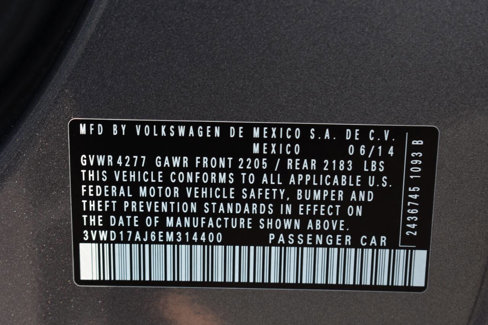 MFD BY VOLKSWAGEN DE MEXICO S.A. DE C.V.
MEXICO 06/14
GVWR 4277 GAWR FRONT 2205 / REAR 2183 LBS
THIS VEHICLE CONFORMS TO ALL APPLICABLE U.S.
FEDERAL MOTOR VEHICLE SAFETY, BUMPER AND
THEFT PREVENTION STANDARDS IN EFFECT ON
THE DATE OF MANUFACTURE SHOWN ABOVE.
3VWD17AJ6EM314400 PASSENGER CAR
2436745 1093 B